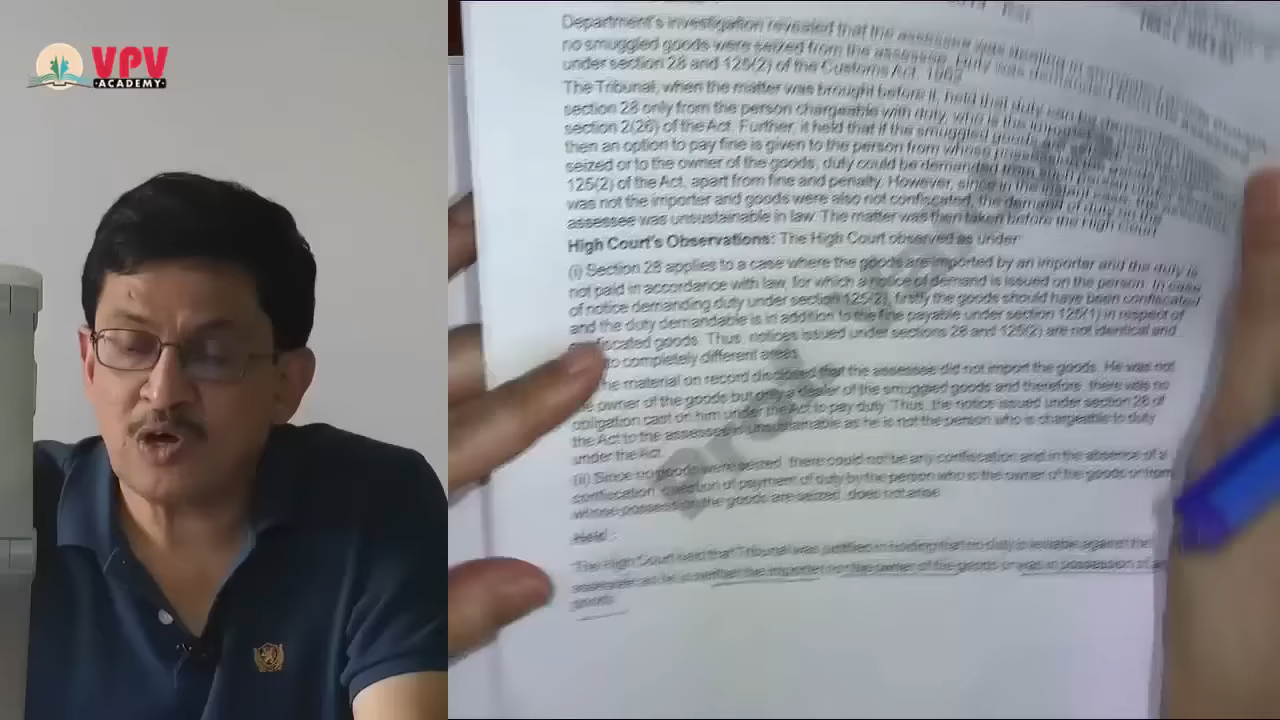 VPV
ACADEMY
Department's investigation revealed that the assessee was dealing in smuggled
no smuggled goods were seized from the assessee. Duty was demanded from the assessee
under section 28 and 125(2) of the Customs Act, 1962
The Tribunal, when the matter was brought before it, held that duty can be demanded
section 28 only from the person chargeable with duty, who is the importer
section 2(26) of the Act. Further, it held that if the smuggled goods
then an option to pay fine is given to the person from whose
seized or to the owner of the goods, duty could be demanded
125(2) of the Act, apart from fine and penalty. However, since in the
was not the importer and goods were also not confiscated, the demand of duty
assessee was unsustainable in law. The matter was then taken before the High Court
High Court's Observations: The High Court observed as under
(i) Section 28 applies to a case where the goods are imported by an importer and the duty is
not paid in accordance with law, for which a notice of demand is issued on the person. In case
of notice demanding duty under section 125(2), firstly the goods should have been confiscated
and the duty demandable is in addition to the fine payable under section 125(1) in respect of
confiscated goods. Thus, notices issued under sections 28 and 125(2) are not identical and
completely different areas
The material on record disclosed that the assessee did not import the goods. He was not
the owner of the goods but only a dealer of the smuggled goods and therefore, there was no
obligation cast on him under the Act to pay duty. Thus, the notice issued under section 28 of
the Act to the assessee is unsustainable as he is not the person who is chargeable to duty
under the Act.
(ii) Since no goods were seized, there could not be any confiscation and in the absence of a
confiscation, question of payment of duty by the person who is the owner of the goods or from
whose possession the goods are seized, does not arise
Held :
The High Court held that Tribunal was justified in holding that no duty is leviable against the
assessee as he is neither the importer nor the owner of the goods or was in possession of any
goods